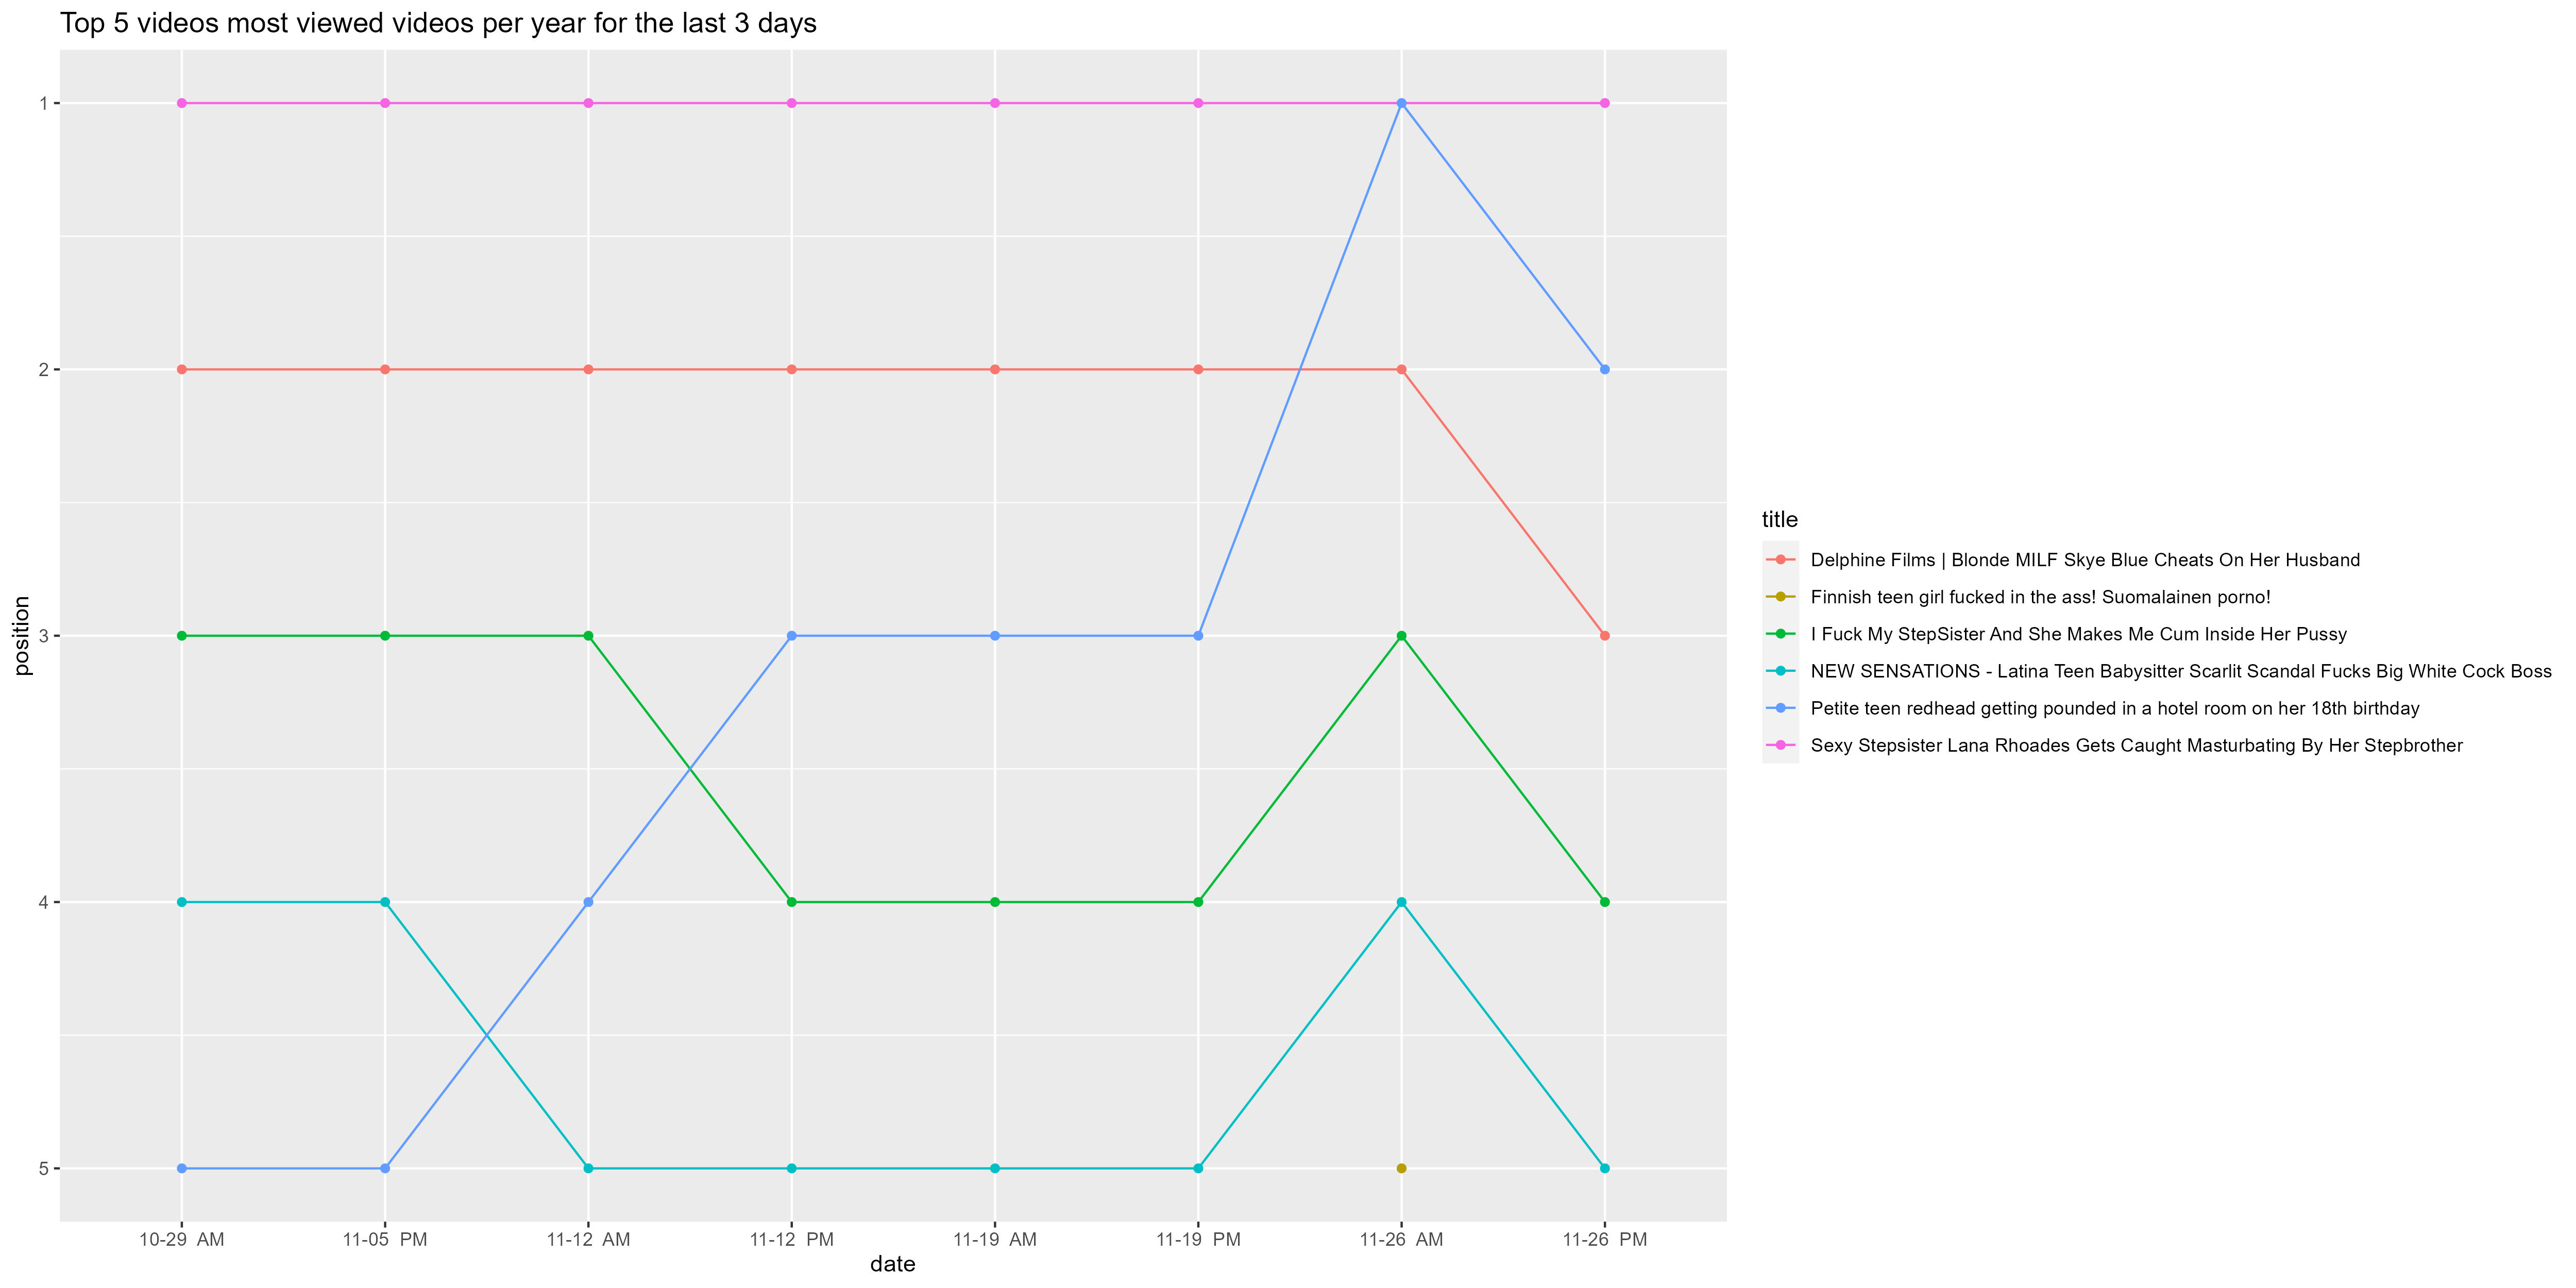 Top 5 videos most viewed videos per year for the last 3 days
position
1
2
3
4
5
10-29 AM
11-05 PM
11-12 AM
11-12 PM
11-19 AM
11-19 PM
11-26 AM
11-26 PM
date
title
Delphine Films | Blonde MILF Skye Blue Cheats On Her Husband
Finnish teen girl fucked in the ass! Suomalainen porno!
I Fuck My StepSister And She Makes Me Cum Inside Her Pussy
NEW SENSATIONS - Latina Teen Babysitter Scarlit Scandal Fucks Big White Cock Boss
Petite teen redhead getting pounded in a hotel room on her 18th birthday
Sexy Stepsister Lana Rhoades Gets Caught Masturbating By Her Stepbrother